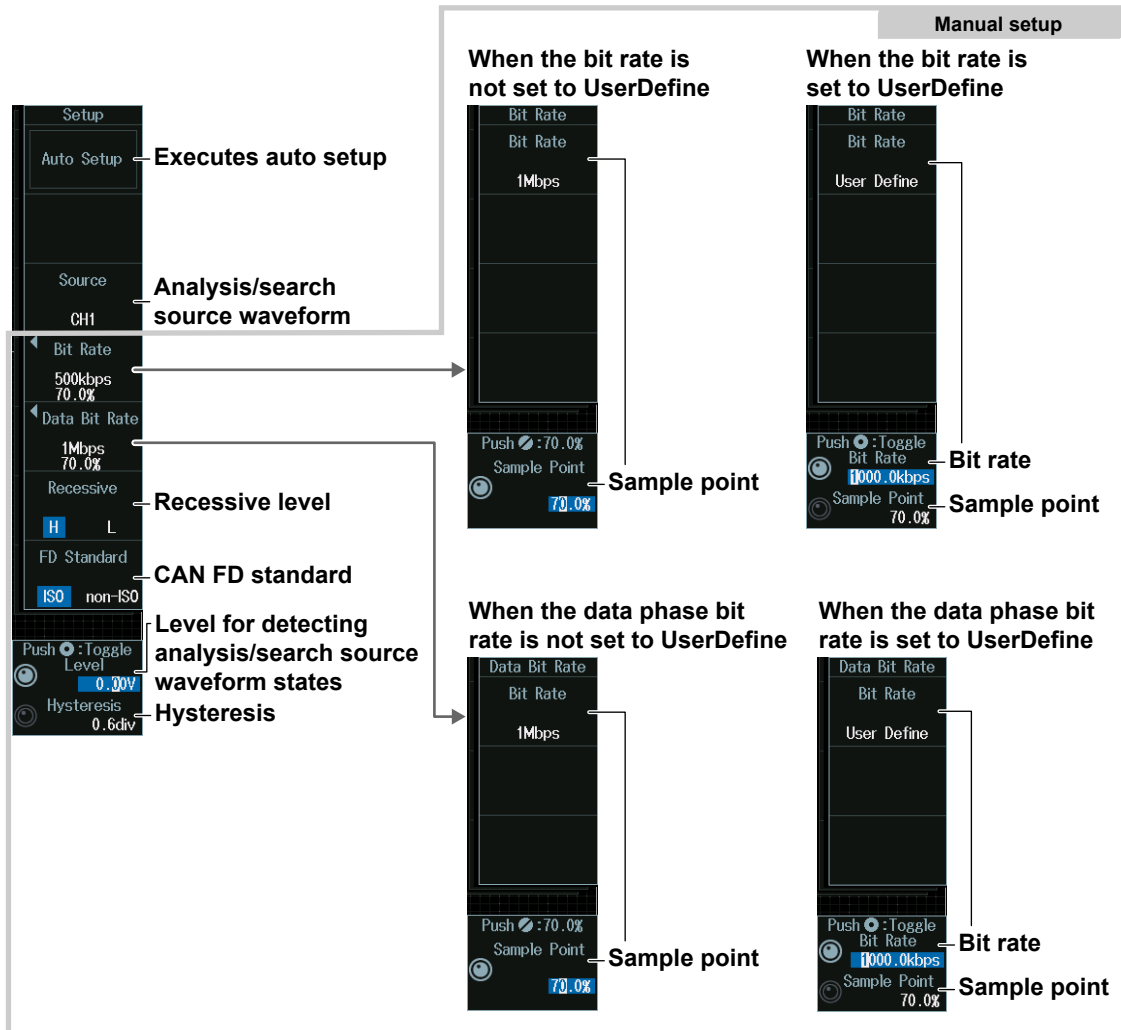 Manual setup
When the bit rate is
not set to UserDefine
When the bit rate is
set to UserDefine
Setup
Auto Setup
Executes auto setup
Source
CH1
Analysis/search
source waveform
Bit Rate
500kbps
70.0%
Data Bit Rate
1Mbps
70.0%
Recessive
H L
Recessive level
FD Standard
ISO non-ISO
CAN FD standard
Push :Toggle
Level
0.00V
Level for detecting
analysis/search source
waveform states
Hysteresis
0.6div
Hysteresis
Bit Rate
Bit Rate
1Mbps
Push :70.0%
Sample Point
70.0%
Sample point
Bit Rate
Bit Rate
User Define
Push :Toggle
Bit Rate
1000.0kbps
Bit rate
Sample Point
70.0%
Sample point
When the data phase bit
rate is not set to UserDefine
Data Bit Rate
Bit Rate
1Mbps
Push :70.0%
Sample Point
70.0%
Sample point
When the data phase bit
rate is set to UserDefine
Data Bit Rate
Bit Rate
User Define
Push :Toggle
Bit Rate
1000.0kbps
Bit rate
Sample Point
70.0%
Sample point